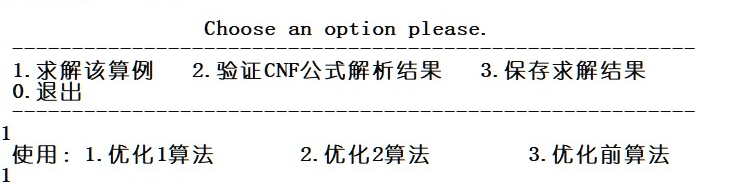 Choose an option please.
------------------------------------------------------------
1.求解该算例 2.验证CNF公式解析结果 3.保存求解结果
0.退出
------------------------------------------------------------
1
使用: 1.优化1算法 2.优化2算法 3.优化前算法
1